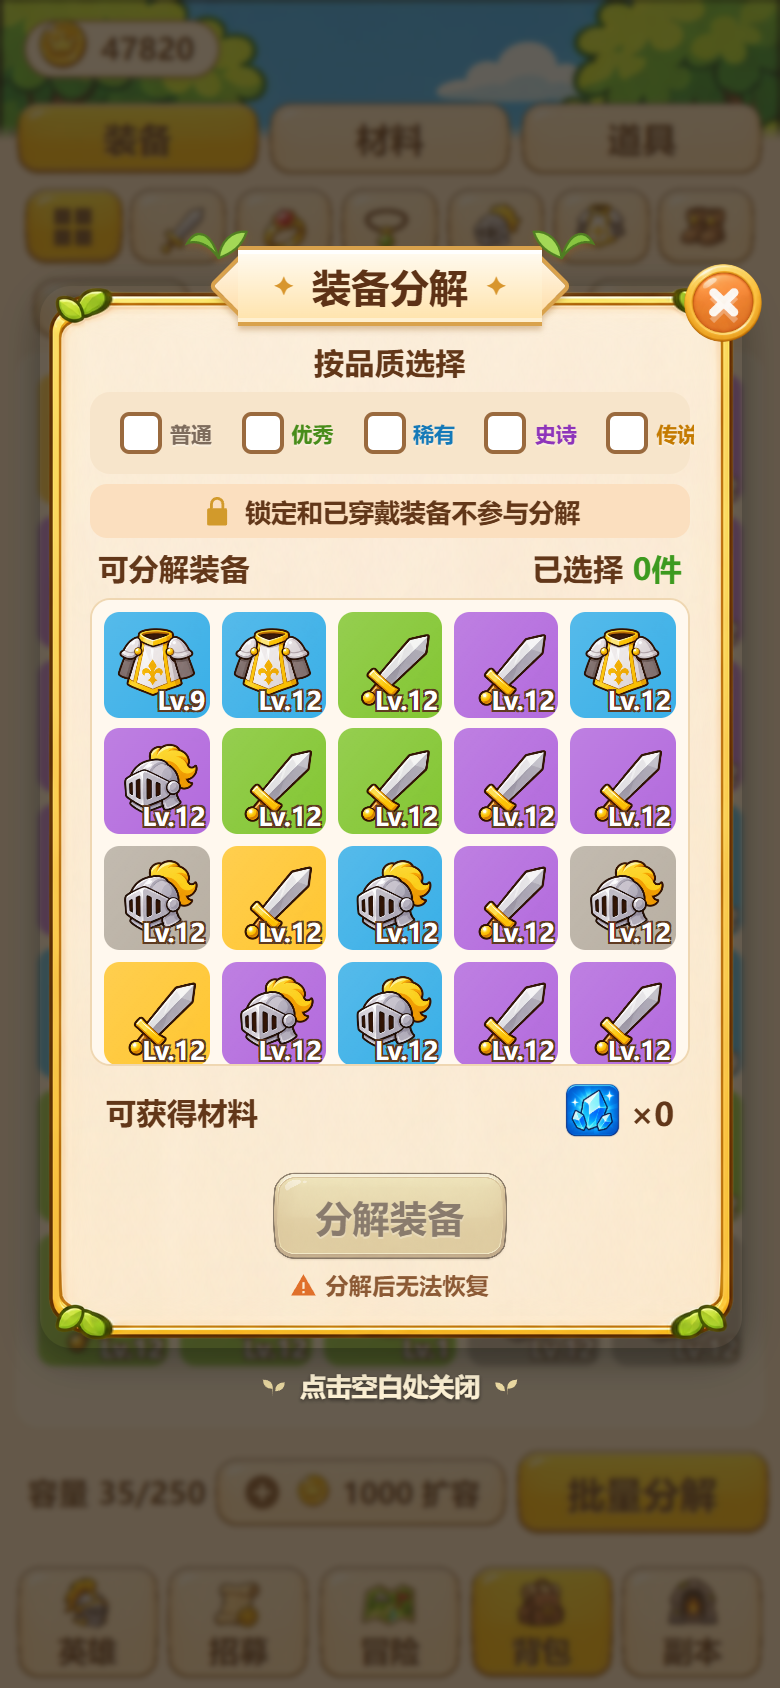 47820
装备 材料 道具
装备分解
按品质选择
普通 优秀 稀有 史诗 传说
锁定和已穿戴装备不参与分解
可分解装备 已选择 0件
Lv.9 Lv.12 Lv.12 Lv.12 Lv.12
Lv.12 Lv.12 Lv.12 Lv.12 Lv.12
Lv.12 Lv.12 Lv.12 Lv.12 Lv.12
Lv.12 Lv.12 Lv.12 Lv.12 Lv.12
可获得材料 ×0
分解装备
分解后无法恢复
点击空白处关闭
容量 35/250 1000 扩容 批量分解
英雄 招募 冒险 背包 副本